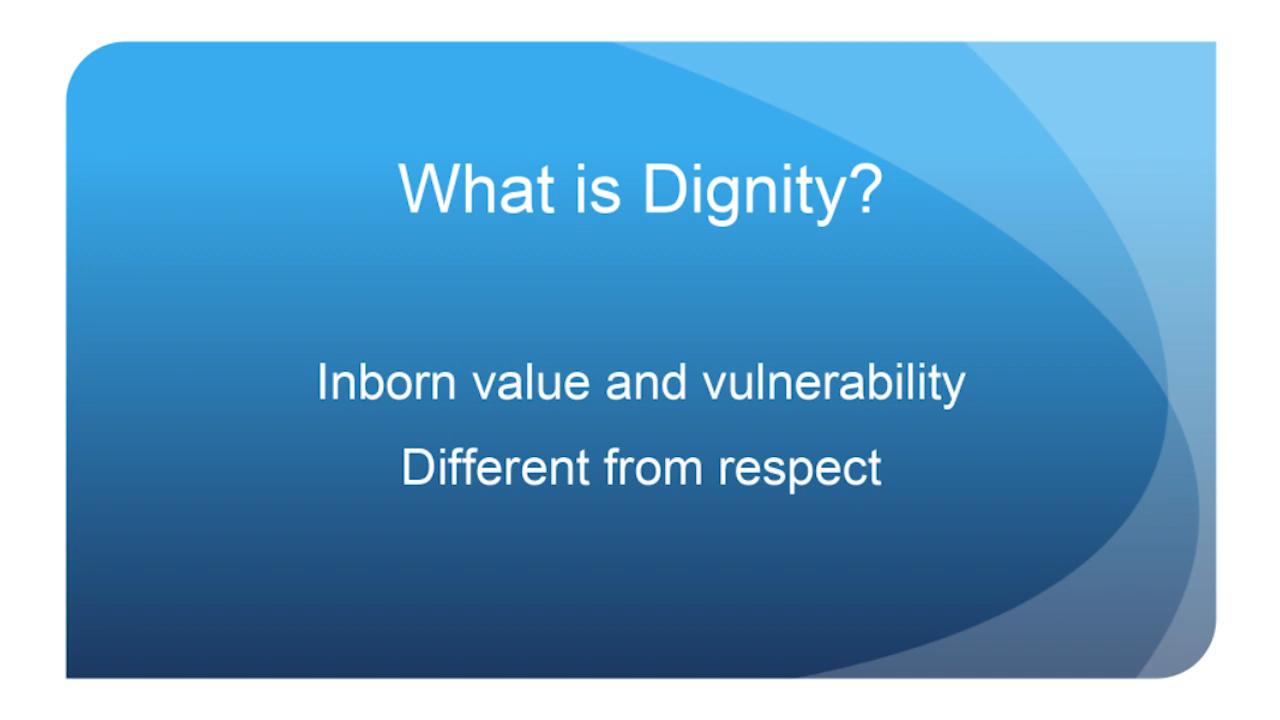 What is Dignity?
Inborn value and vulnerability
Different from respect